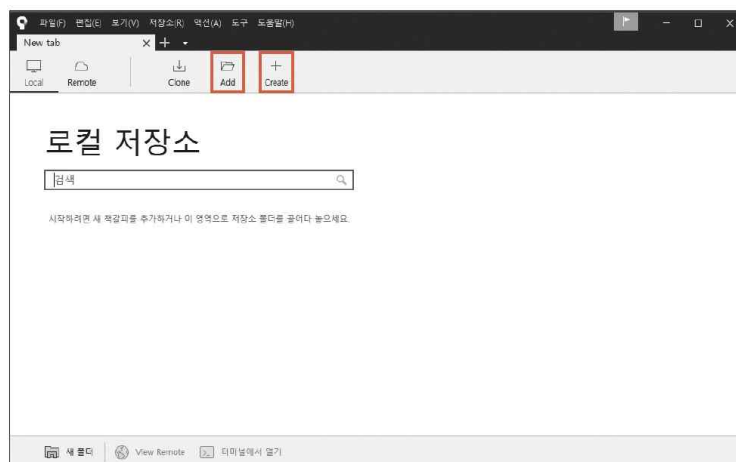 파일(F) 편집(E) 보기(V) 저장소(R) 액션(A) 도구 도움말(H)
New tab
Local Remote Clone Add Create
로컬 저장소
검색
시작하려면 새 책갈피를 추가하거나 이 영역으로 저장소 폴더를 끌어다 놓으세요.
새 폴더 View Remote 터미널에서 열기